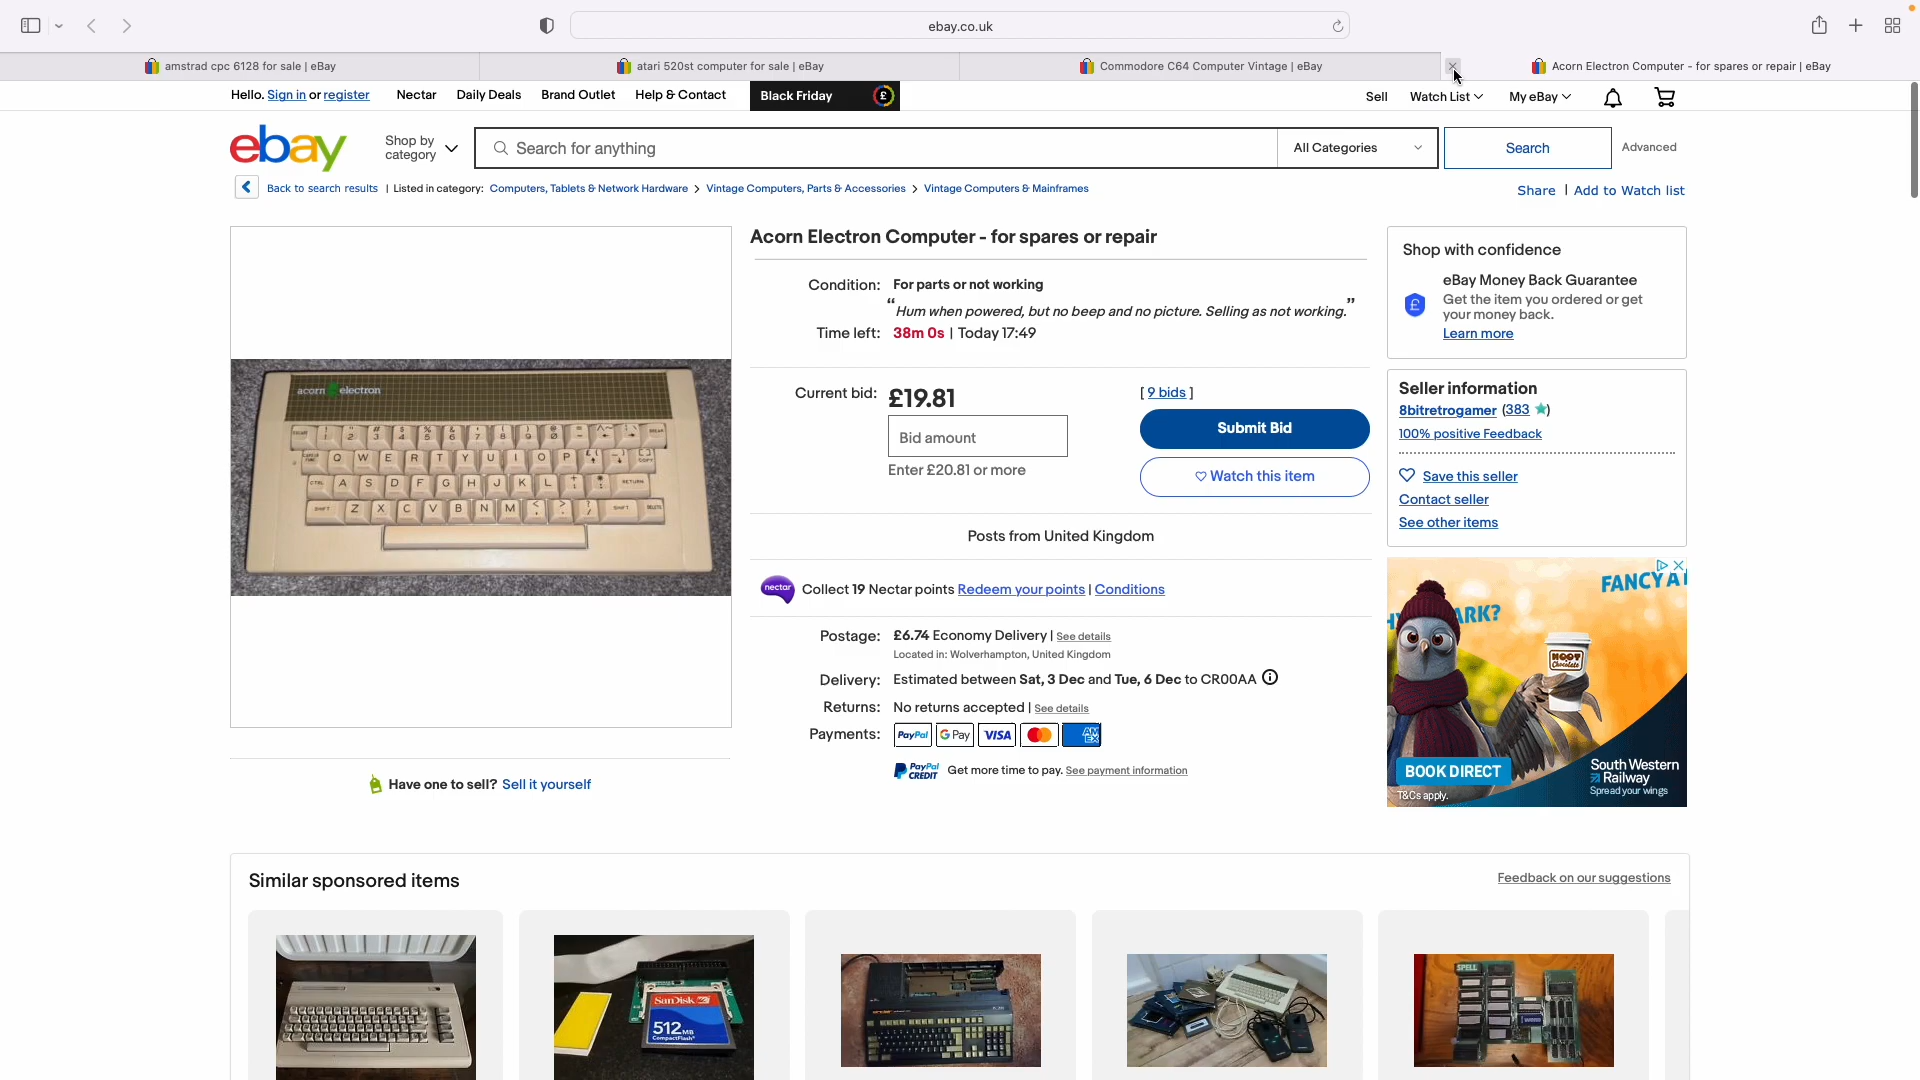 ebay.co.uk
amstrad cpc 6128 for sale | eBay
atari 520st computer for sale | eBay
Commodore C64 Computer Vintage | eBay
Acorn Electron Computer - for spares or repair | eBay
Hello. Sign in or register
Nectar
Daily Deals
Brand Outlet
Help & Contact
Black Friday £
Sell
Watch List
My eBay
ebay
Shop by category
Search for anything
All Categories
Search
Advanced
Back to search results | Listed in category: Computers, Tablets & Network Hardware > Vintage Computers, Parts & Accessories > Vintage Computers & Mainframes
Share | Add to Watch list
acorn electron
Acorn Electron Computer - for spares or repair
Condition: For parts or not working
“Hum when powered, but no beep and no picture. Selling as not working.”
Time left: 38m 0s | Today 17:49
Current bid: £19.81
[ 9 bids ]
Bid amount
Submit Bid
Enter £20.81 or more
Watch this item
Posts from United Kingdom
nectar Collect 19 Nectar points Redeem your points | Conditions
Postage: £6.74 Economy Delivery | See details
Located in: Wolverhampton, United Kingdom
Delivery: Estimated between Sat, 3 Dec and Tue, 6 Dec to CR00AA
Returns: No returns accepted | See details
Payments: PayPal G Pay VISA AM EX
PayPal CREDIT Get more time to pay. See payment information
Have one to sell? Sell it yourself
Shop with confidence
eBay Money Back Guarantee
Get the item you ordered or get
your money back.
Learn more
Seller information
8bitretrogamer (383)
100% positive Feedback
Save this seller
Contact seller
See other items
FANCY A
ARK?
HOOT
Chocolate
BOOK DIRECT
T&Cs apply.
South Western
Railway
Spread your wings
Similar sponsored items
Feedback on our suggestions
SanDisk
512MB
CompactFlash
SPELL